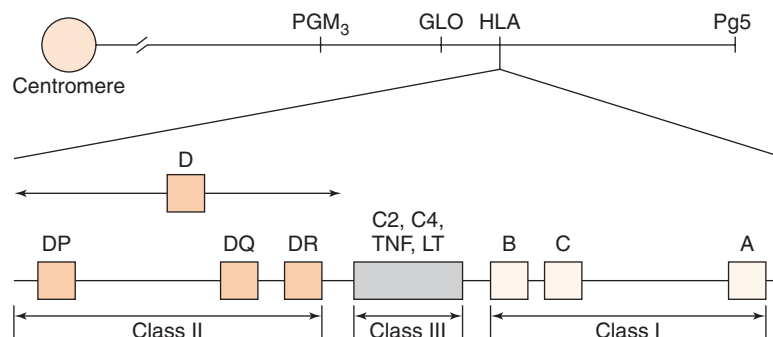 PGM3 GLO HLA Pg5
Centromere
D
C2, C4,
TNF, LT
DP DQ DR B C A
Class II Class III Class I